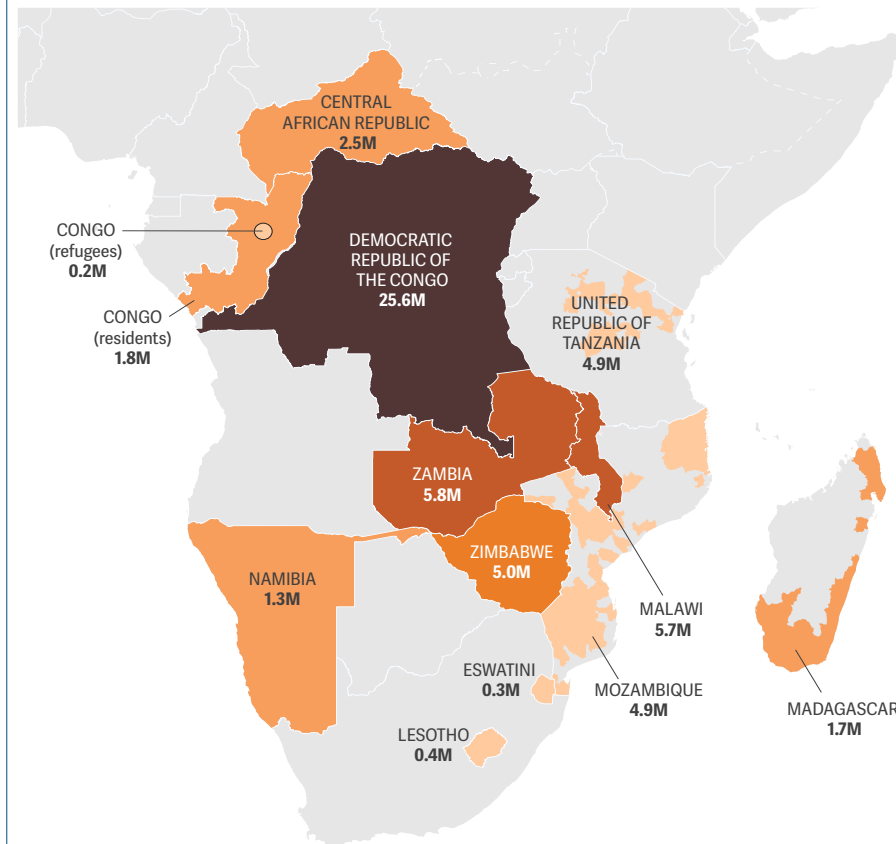 CENTRAL
AFRICAN REPUBLIC
2.5M
CONGO
(refugees)
0.2M
DEMOCRATIC
REPUBLIC OF
THE CONGO
25.6M
CONGO
(residents)
1.8M
UNITED
REPUBLIC OF
TANZANIA
4.9M
ZAMBIA
5.8M
ZIMBABWE
5.0M
NAMIBIA
1.3M
MALAWI
5.7M
ESWATINI
0.3M
MOZAMBIQUE
4.9M
MADAGASCAR
1.7M
LESOTHO
0.4M